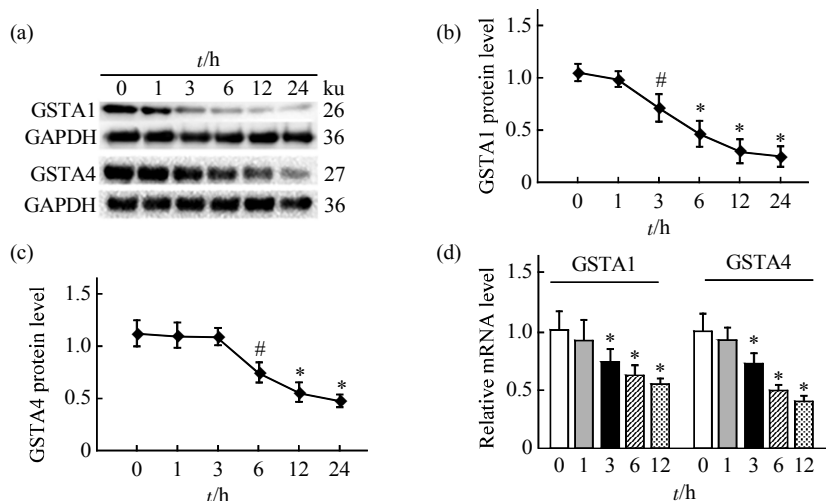 (a)
t/h
0 1 3 6 12 24 ku
GSTA1 26
GAPDH 36
GSTA4 27
GAPDH 36
(b)
GSTA1 protein level
1.5
1.0
0.5
0
#
*
*
*
0 1 3 6 12 24
t/h
(c)
GSTA4 protein level
1.5
1.0
0.5
0
#
*
*
0 1 3 6 12 24
t/h
(d)
GSTA1 GSTA4
Relative mRNA level
1.5
1.0
0.5
0
* * * * * *
0 1 3 6 12 0 1 3 6 12
t/h